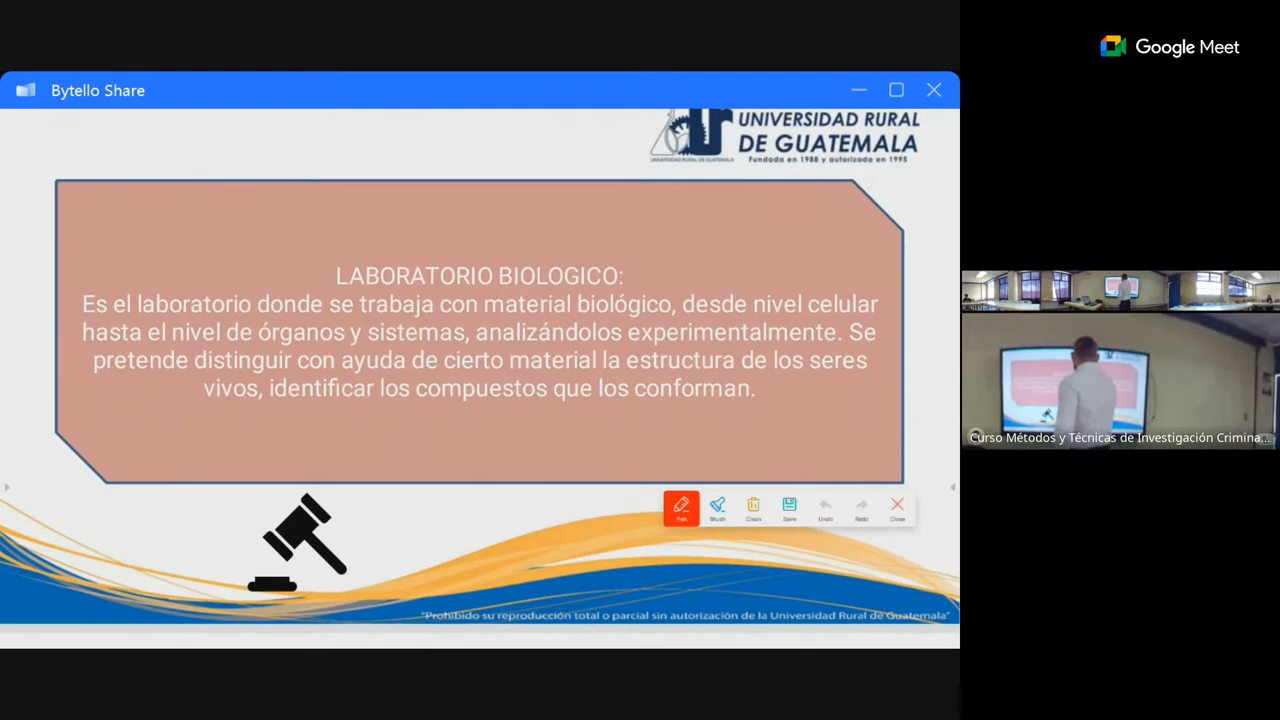 Google Meet
Bytello Share
UNIVERSIDAD RURAL
DE GUATEMALA
UNIVERSIDAD RURAL DE GUATEMALA
Fundada en 1988 y autorizada en 1995
LABORATORIO BIOLOGICO:
Es el laboratorio donde se trabaja con material biológico, desde nivel celular
hasta el nivel de órganos y sistemas, analizándolos experimentalmente. Se
pretende distinguir con ayuda de cierto material la estructura de los seres
vivos, identificar los compuestos que los conforman.
Curso Métodos y Técnicas de Investigación Crimina...
Pen Brush Clean Save Undo Redo Close
"Prohibido su reproducción total o parcial sin autorización de la Universidad Rural de Guatemala"